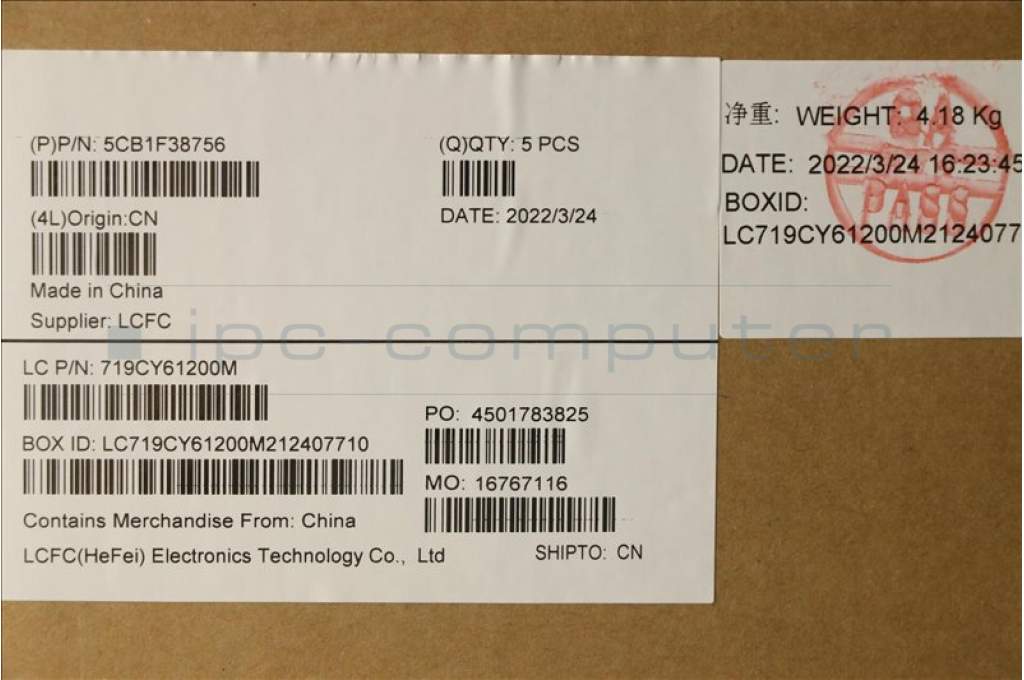 (P)P/N: 5CB1F38756
(Q)QTY: 5 PCS
(4L)Origin:CN
DATE: 2022/3/24
Made in China
Supplier: LCFC
净重: WEIGHT: 4.18 Kg
DATE: 2022/3/24 16:23:45
BOXID:
LC719CY61200M2124077
PASS
ipc-computer
LC P/N: 719CY61200M
PO: 4501783825
BOX ID: LC719CY61200M212407710
MO: 16767116
Contains Merchandise From: China
LCFC(HeFei) Electronics Technology Co., Ltd
SHIPTO: CN